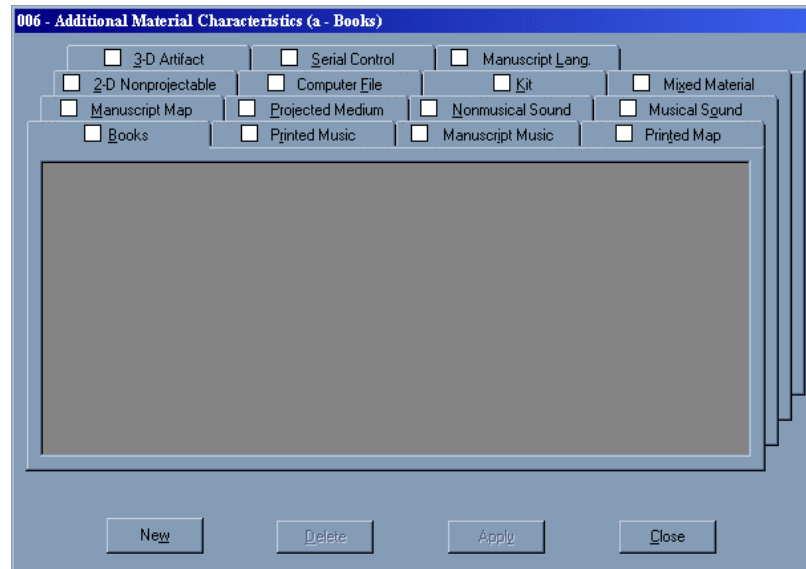 006 - Additional Material Characteristics (a - Books)
3-D Artifact Serial Control Manuscript Lang.
2-D Nonprojectable Computer File Kit Mixed Material
Manuscript Map Projected Medium Nonmusical Sound Musical Sound
Books Printed Music Manuscript Music Printed Map
New Delete Apply Close